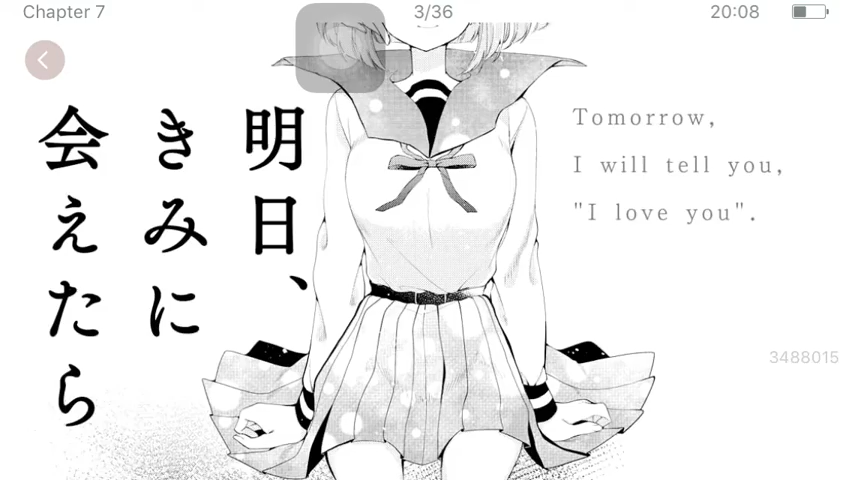 Chapter 7
3/36
20:08
明日、
きみに
会えたら
Tomorrow,
I will tell you,
"I love you".
3488015